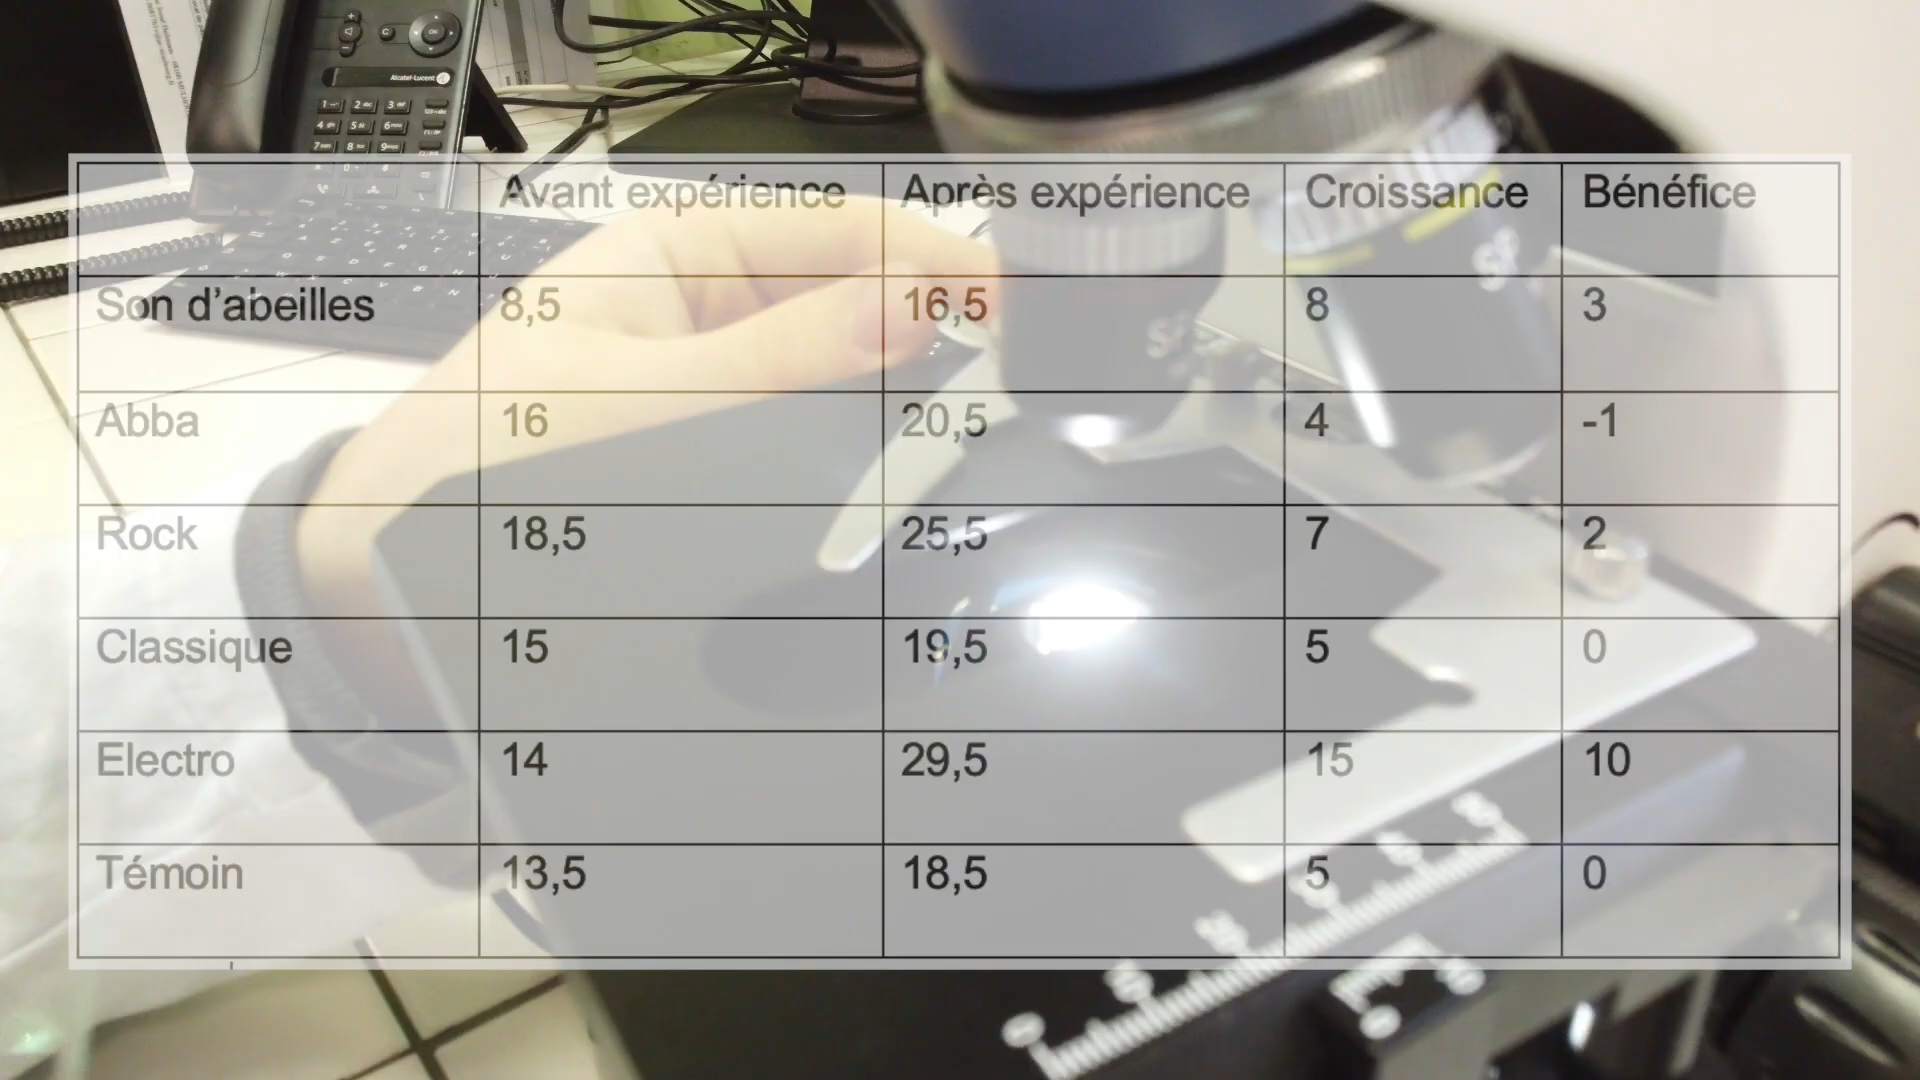 Alcatel-Lucent
Avant expérience Après expérience Croissance Bénéfice
Son d'abeilles 8,5 16,5 8 3
Abba 16 20,5 4 -1
Rock 18,5 25,5 7 2
Classique 15 19,5 5 0
Electro 14 29,5 15 10
Témoin 13,5 18,5 5 0